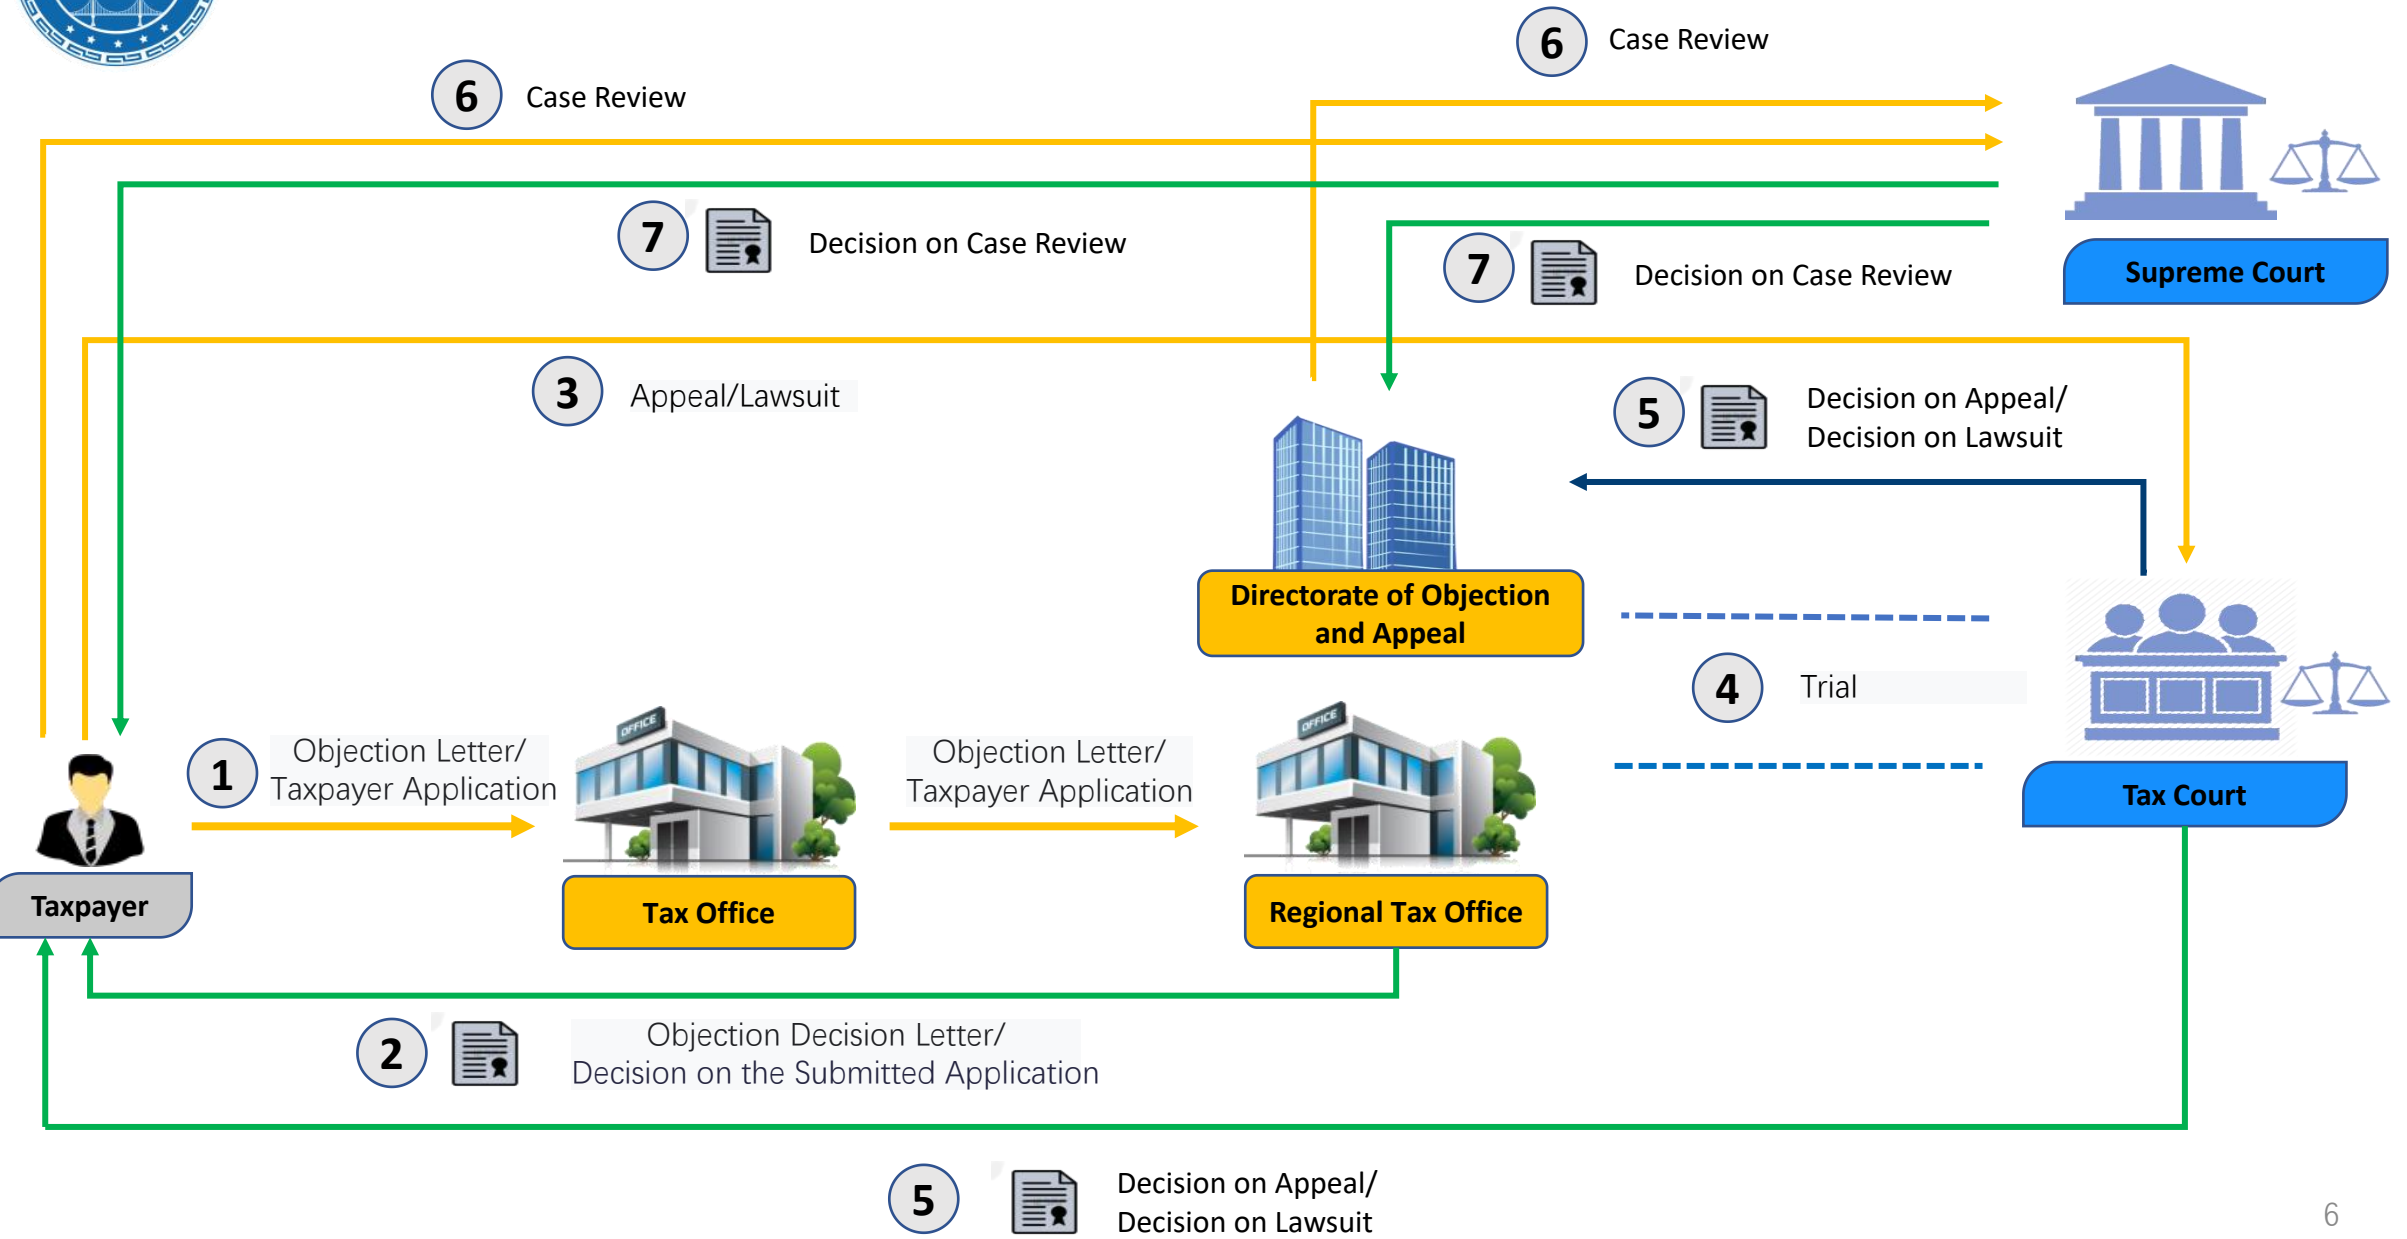 6
Case Review
6
Case Review
7
Decision on Case Review
7
Decision on Case Review
Supreme Court
3
Appeal/Lawsuit
5
Decision on Appeal/
Decision on Lawsuit
Directorate of Objection
and Appeal
4
Trial
Tax Court
1
Objection Letter/
Taxpayer Application
OFFICE
Objection Letter/
Taxpayer Application
OFFICE
Taxpayer
Tax Office
Regional Tax Office
2
Objection Decision Letter/
Decision on the Submitted Application
5
Decision on Appeal/
Decision on Lawsuit
6